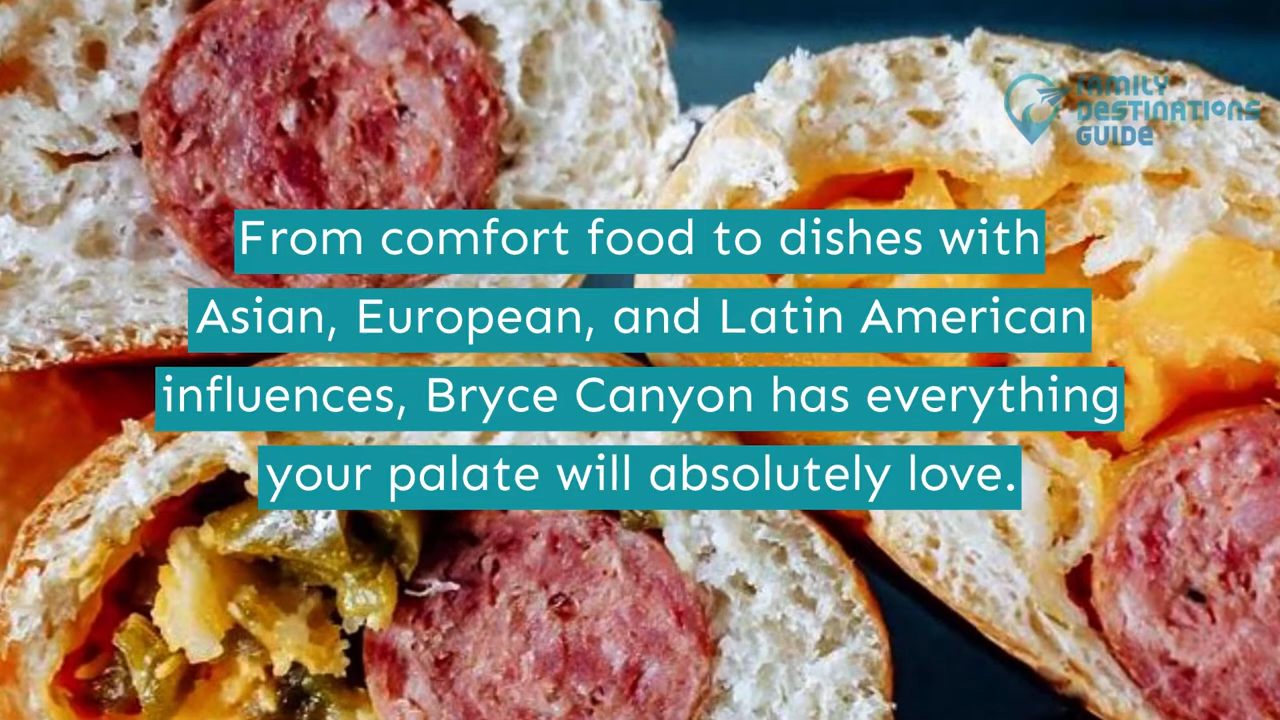 FAMILY
DESTINATIONS
GUIDE
From comfort food to dishes with
Asian, European, and Latin American
influences, Bryce Canyon has everything
your palate will absolutely love.